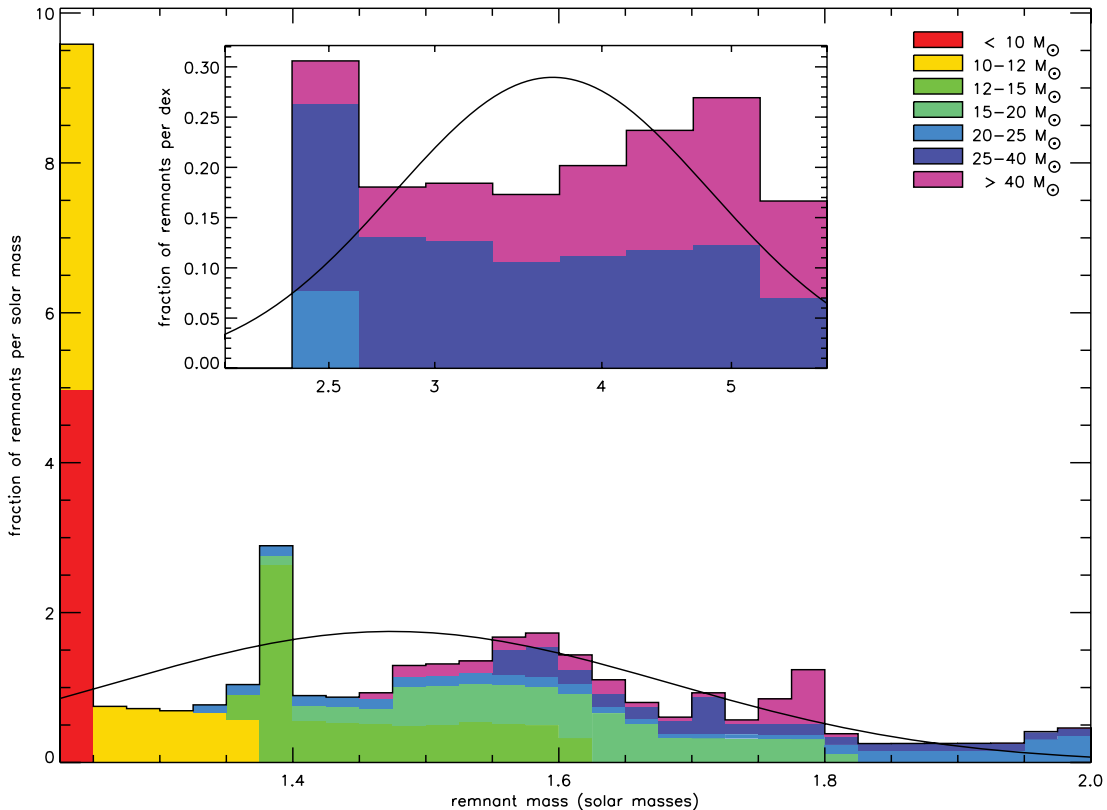 10
8
6
4
2
0
fraction of remnants per solar mass
1.4
1.6
1.8
2.0
remnant mass (solar masses)
0.30
0.25
0.20
0.15
0.10
0.05
0.00
fraction of remnants per dex
2.5
3
4
5
< 10 M☉
10-12 M☉
12-15 M☉
15-20 M☉
20-25 M☉
25-40 M☉
> 40 M☉